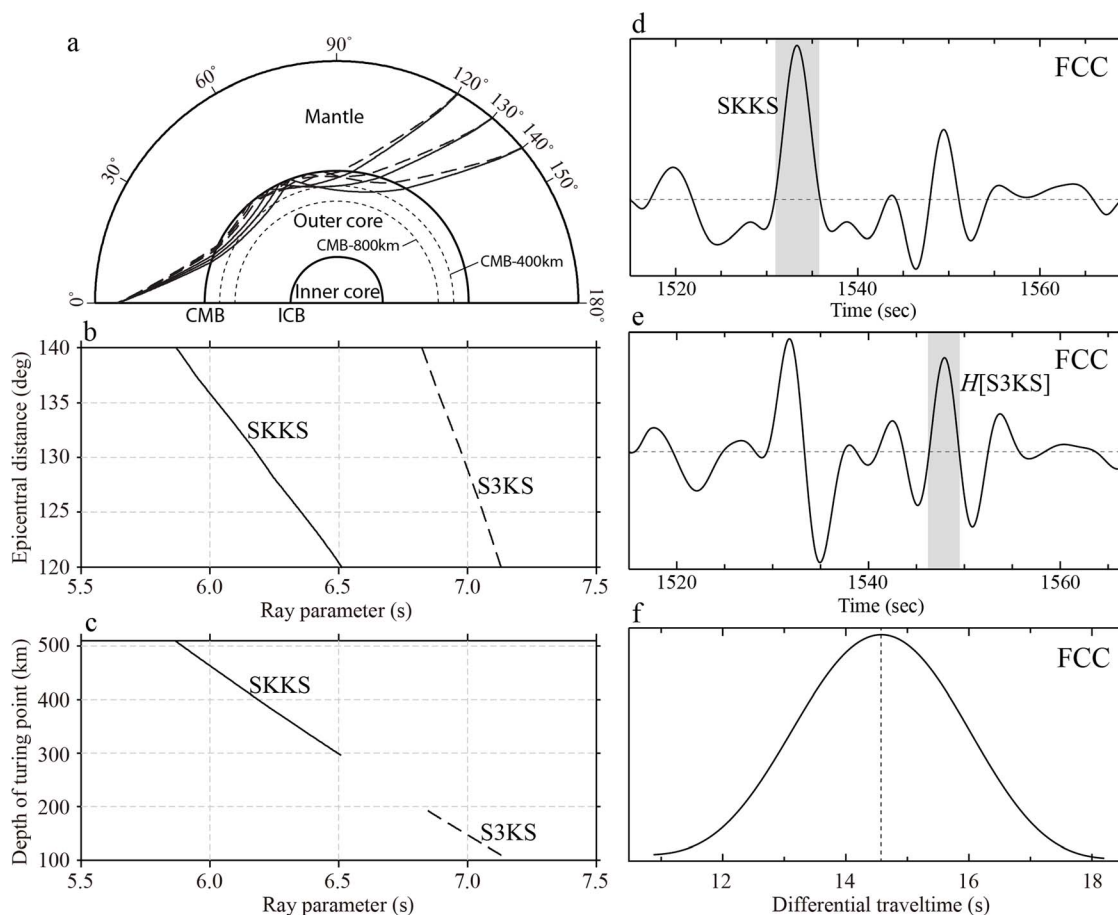 a
90°
60°
120°
130°
140°
150°
30°
Mantle
Outer core
CMB-800km
CMB-400km
Inner core
0°
180°
CMB
ICB
b
140
135
130
125
120
Epicentral distance (deg)
SKKS
S3KS
5.5
6.0
6.5
7.0
7.5
Ray parameter (s)
c
500
400
300
200
100
Depth of turing point (km)
SKKS
S3KS
5.5
6.0
6.5
7.0
7.5
Ray parameter (s)
d
FCC
SKKS
1520
1540
1560
Time (sec)
e
FCC
H[S3KS]
1520
1540
1560
Time (sec)
f
FCC
12
14
16
18
Differential traveltime (s)